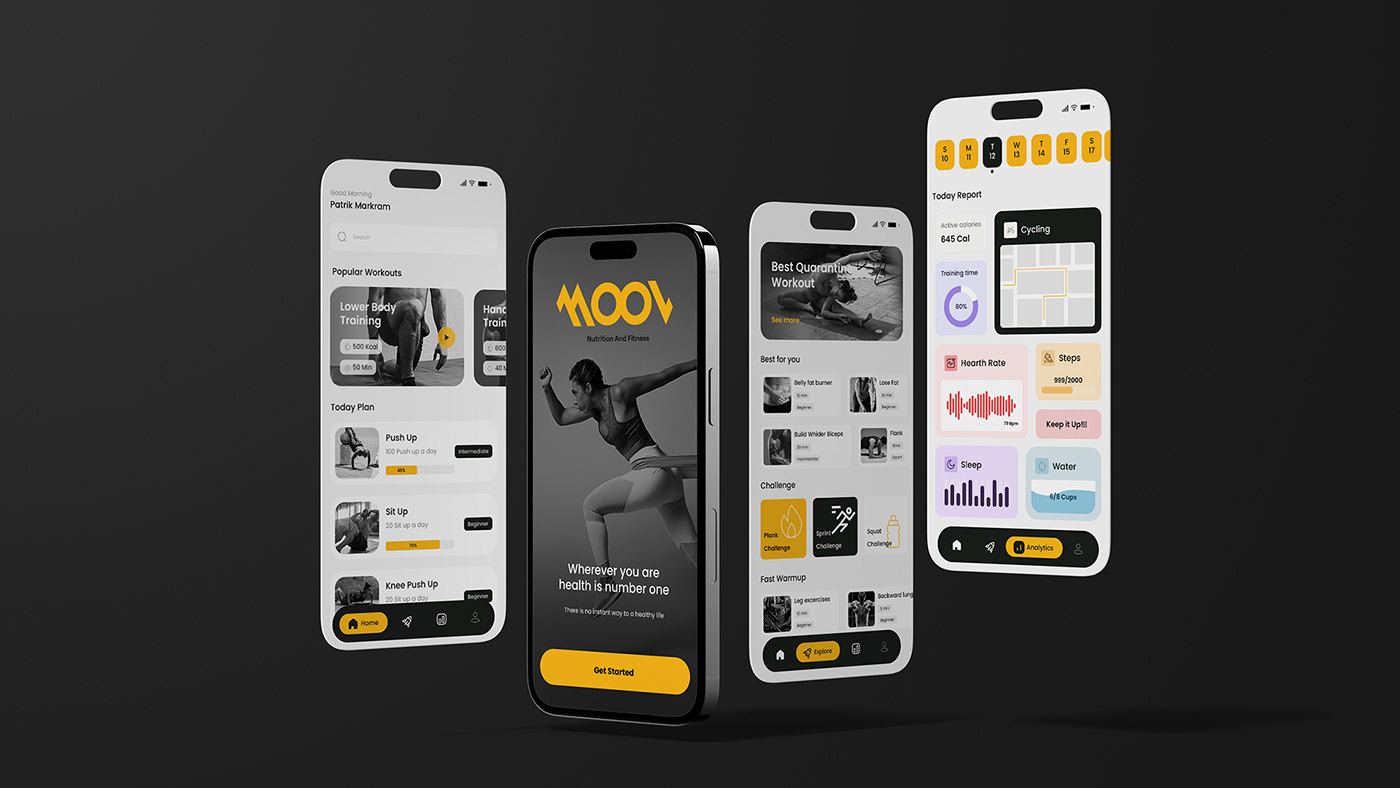 Good Morning
Patrik Markram
Search
Popular Workouts
Lower Body
Training
500 Kcal
50 Min
Hand
Train
600
40 M
Today Plan
Push Up
100 Push up a day
Intermediate
45%
Sit Up
20 Sit up a day
Beginner
75%
Knee Push Up
20 Sit up a day
Beginner
Home
MOOV
Nutrition And Fitness
Wherever you are
health is number one
There is no instant way to a healthy life
Get Started
Best Quarantine
Workout
See more
Best for you
Belly fat burner
10 min
Beginner
Lose Fat
10 min
Beginner
Build Whider Biceps
30 min
Intermediate
Plank
5min
Expert
Challenge
Plank
Challenge
Sprint
Challenge
Squat
Challenge
Fast Warmup
Leg excercises
10 min
Beginner
Backward lung
5 min
Beginner
Explore
S M T W T F S
10 11 12 13 14 15 17
Today Report
Active calories
645 Cal
Cycling
Training time
80%
Hearth Rate
79 Bpm
Steps
999/2000
Keep it Up!
Sleep
Water
6/8 Cups
Analytics